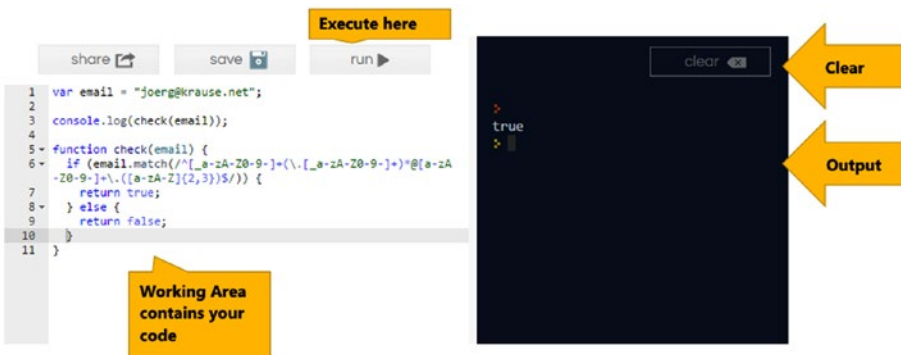 Execute here
share save run
clear
Clear
1 var email = "joerg@krause.net";
2
3 console.log(check(email));
4
5 function check(email) {
6 if (email.match(/^[_a-zA-Z0-9-]+(\.[_a-zA-Z0-9-]+)*@[a-zA
-Z0-9-]+\.([a-zA-Z]{2,3})$/)) {
7 return true;
8 } else {
9 return false;
10 }
11 }
>
true
>
Output
Working Area
contains your
code